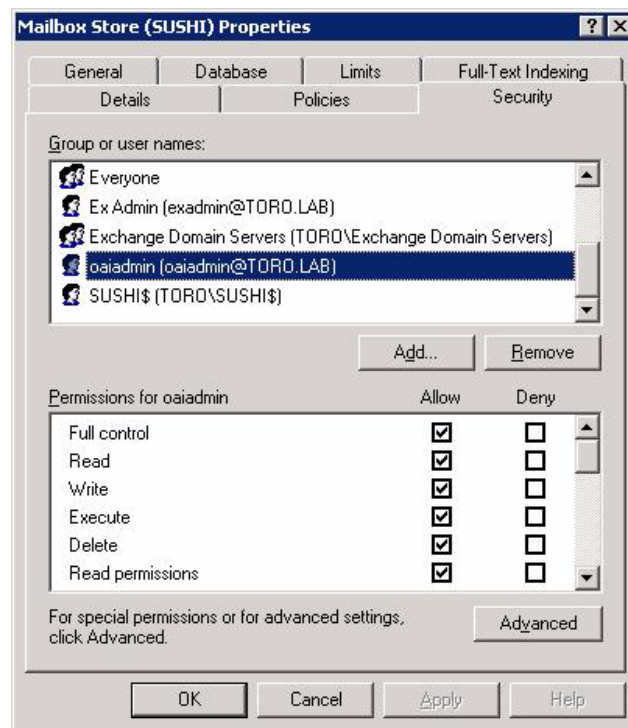 Mailbox Store (SUSHI) Properties
General Database Limits Full-Text Indexing
Details Policies Security
Group or user names:
Everyone
Ex Admin (exadmin@TORO.LAB)
Exchange Domain Servers (TORO\Exchange Domain Servers)
oaiadmin (oaiadmin@TORO.LAB)
SUSHI$ (TORO\SUSHI$)
Add... Remove
Permissions for oaiadmin Allow Deny
Full control
Read
Write
Execute
Delete
Read permissions
For special permissions or for advanced settings,
click Advanced.
Advanced
OK Cancel Apply Help